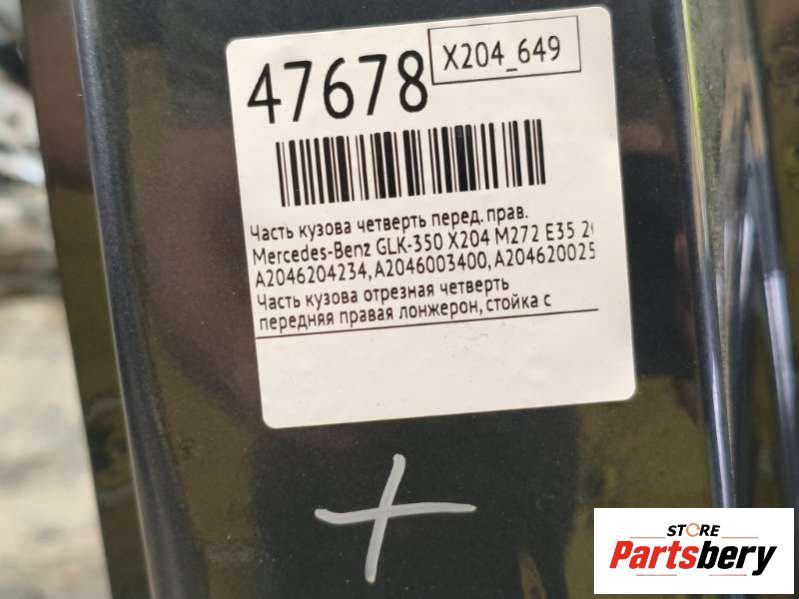 47678
X204_649
Часть кузова четверть перед. прав.
Mercedes-Benz GLK-350 X204 M272 E35
A2046204234, A2046003400, A204620025
Часть кузова отрезная четверть
передняя правая лонжерон, стойка с
STORE
Partsbery